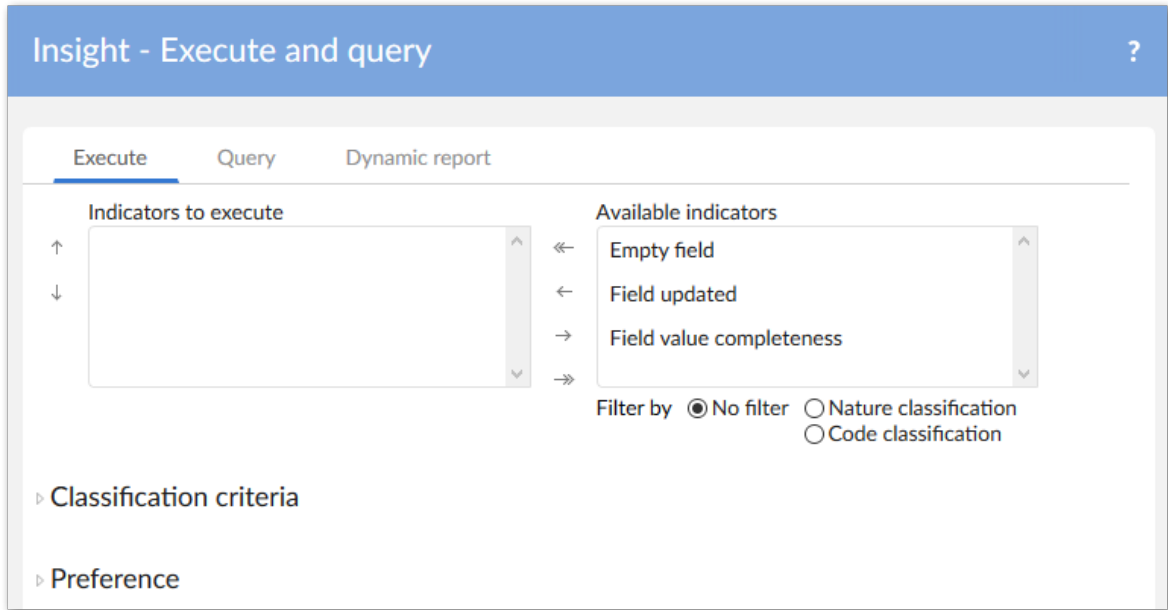 Insight - Execute and query ?
Execute Query Dynamic report
Indicators to execute Available indicators
Empty field
Field updated
Field value completeness
Filter by No filter Nature classification
Code classification
Classification criteria
Preference